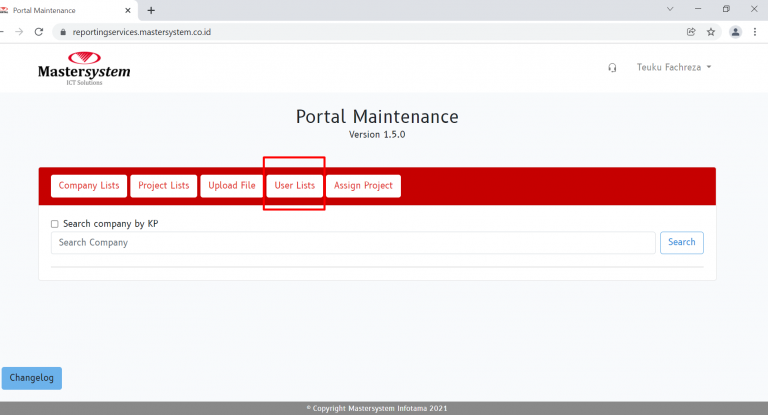 Portal Maintenance
reportingservices.mastersystem.co.id
Mastersystem
ICT Solutions
Teuku Fachreza
Portal Maintenance
Version 1.5.0
Company Lists Project Lists Upload File User Lists Assign Project
Search company by KP
Search Company Search
Changelog
© Copyright Mastersystem Infotama 2021